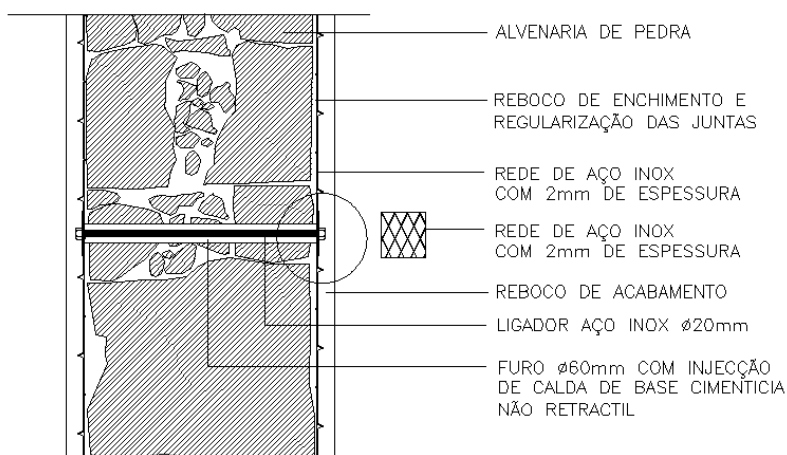 ALVENARIA DE PEDRA
REBOCO DE ENCHIMENTO E
REGULARIZAÇÃO DAS JUNTAS
REDE DE AÇO INOX
COM 2mm DE ESPESSURA
REDE DE AÇO INOX
COM 2mm DE ESPESSURA
REBOCO DE ACABAMENTO
LIGADOR AÇO INOX Ø20mm
FURO Ø60mm COM INJECÇÃO
DE CALDA DE BASE CIMENTICIA
NÃO RETRACTIL